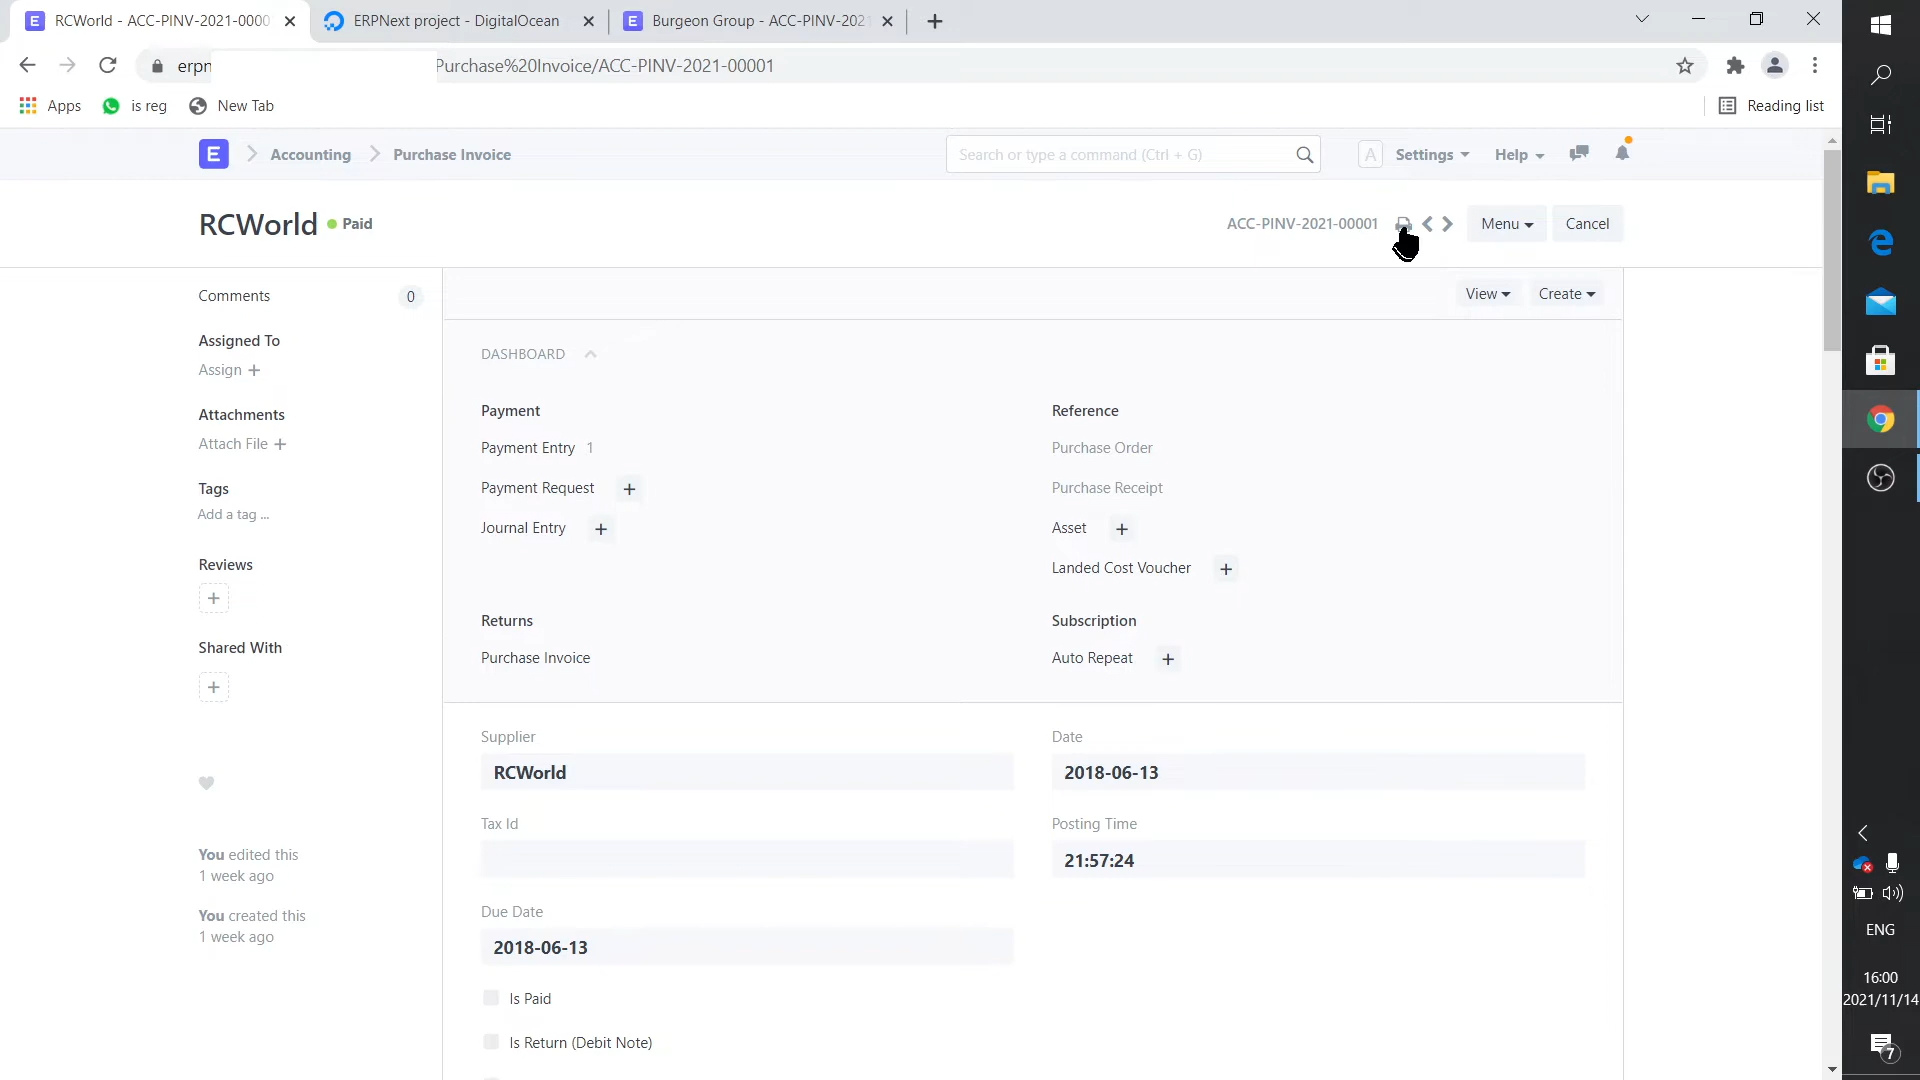 RCWorld - ACC-PINV-2021-0000
ERPNext project - DigitalOcean
Burgeon Group - ACC-PINV-202
erpn
Purchase%20Invoice/ACC-PINV-2021-00001
Apps
is reg
New Tab
Reading list
E
Accounting
Purchase Invoice
Search or type a command (Ctrl + G)
A
Settings
Help
RCWorld
Paid
ACC-PINV-2021-00001
Menu
Cancel
Comments
0
View
Create
Assigned To
Assign +
DASHBOARD
Attachments
Attach File +
Payment
Reference
Payment Entry 1
Purchase Order
Tags
Add a tag ...
Payment Request +
Purchase Receipt
Journal Entry +
Asset +
Reviews
+
Landed Cost Voucher +
Returns
Subscription
Shared With
+
Purchase Invoice
Auto Repeat +
Supplier
RCWorld
Date
2018-06-13
Tax Id
Posting Time
21:57:24
You edited this
1 week ago
You created this
1 week ago
Due Date
2018-06-13
Is Paid
Is Return (Debit Note)
ENG
16:00
2021/11/14
7